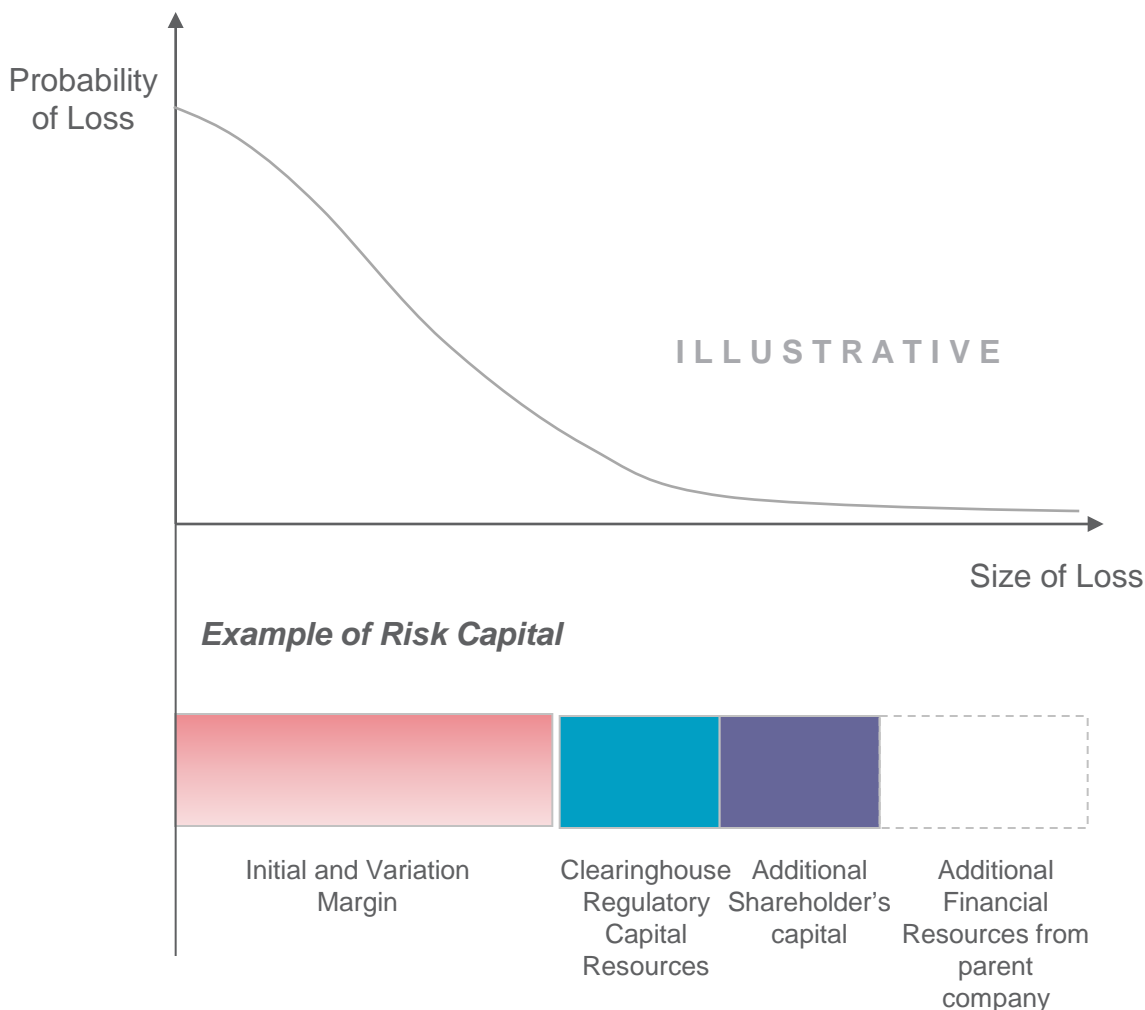 Probability
of Loss
I L L U S T R A T I V E
Size of Loss
Example of Risk Capital
Initial and Variation
Margin
Clearinghouse
Regulatory
Capital
Resources
Additional
Shareholder's
capital
Additional
Financial
Resources from
parent
company